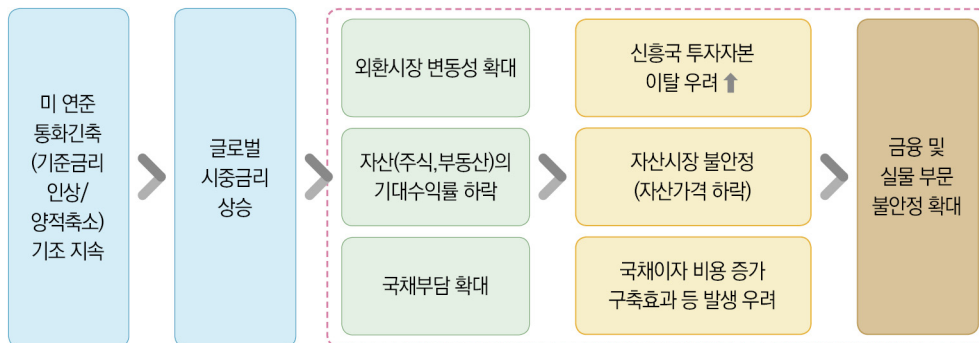 미 연준
통화긴축
(기준금리
인상/
양적축소)
기조 지속
글로벌
시중금리
상승
외환시장 변동성 확대
자산(주식,부동산)의
기대수익률 하락
국채부담 확대
신흥국 투자자본
이탈 우려
자산시장 불안정
(자산가격 하락)
국채이자 비용 증가
구축효과 등 발생 우려
금융 및
실물 부문
불안정 확대